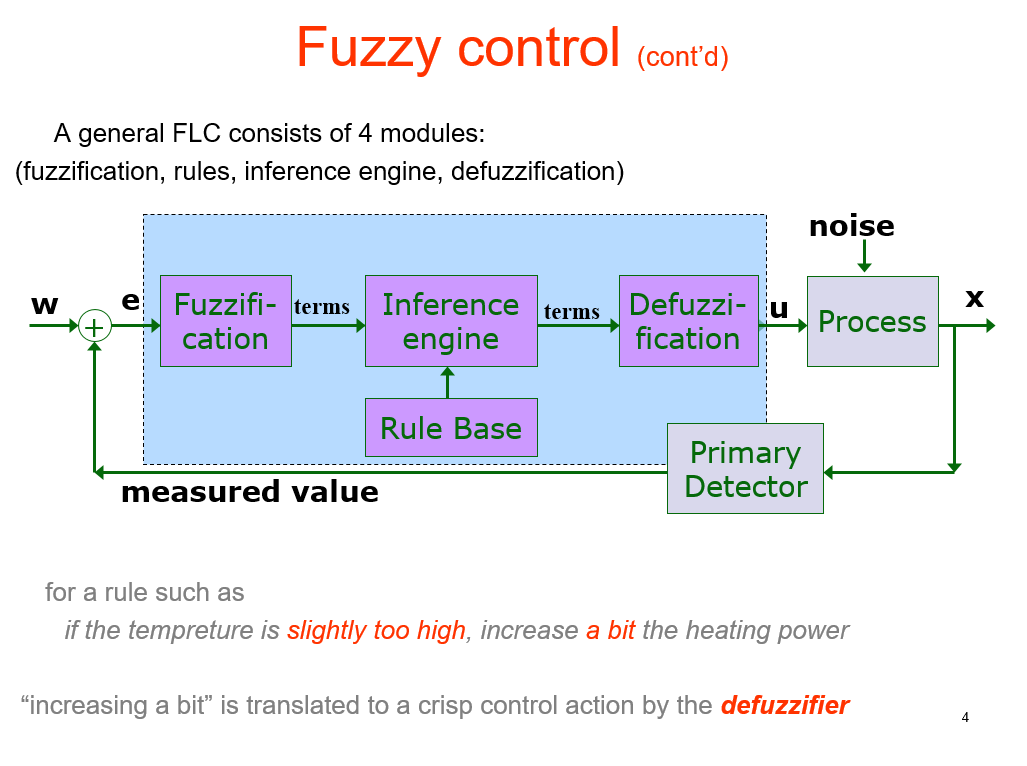 Fuzzy control (cont’d)
A general FLC consists of 4 modules:
(fuzzification, rules, inference engine, defuzzification)
noise
w
+
e
Fuzzifi-
cation
terms
Inference
engine
terms
Defuzzi-
fication
u
Process
x
Rule Base
Primary
Detector
measured value
for a rule such as
if the tempreture is slightly too high, increase a bit the heating power
“increasing a bit” is translated to a crisp control action by the defuzzifier
4